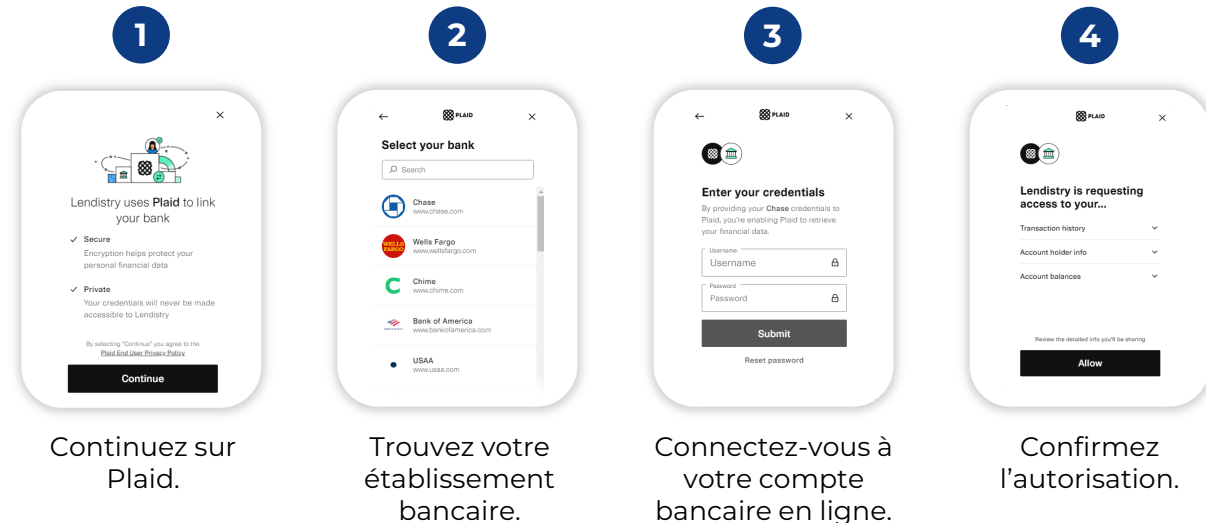 1
Lendistry uses Plaid to link
your bank
Secure
Encryption helps protect your
personal financial data
Private
Your credentials will never be made
accessible to Lendistry
By selecting "Continue" you agree to the
Plaid End User Privacy Policy
Continue
Continuez sur
Plaid.
2
PLAID
Select your bank
Search
Chase
www.chase.com
WELLS
FARGO
Wells Fargo
www.wellsfargo.com
Chime
www.chime.com
Bank of America
www.bankofamerica.com
USAA
www.usaa.com
Trouvez votre
établissement
bancaire.
3
PLAID
Enter your credentials
By providing your Chase credentials to
Plaid, you're enabling Plaid to retrieve
your financial data.
Username
Username
Password
Password
Submit
Reset password
Connectez-vous à
votre compte
bancaire en ligne.
4
PLAID
Lendistry is requesting
access to your...
Transaction history
Account holder info
Account balances
Review the detailed info you'll be sharing
Allow
Confirmez
l'autorisation.